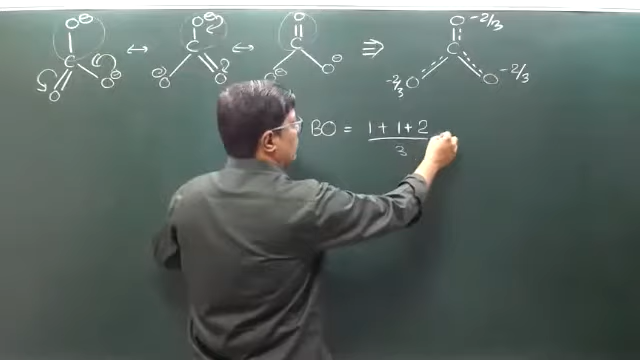 O⊖ O⊖ O O -2/3
C ↔ C ↔ C ⇛ C
O O⊖ O⊖ O O⊖ O⊖ -2/3 O O -2/3
BO = 1 + 1 + 2
3